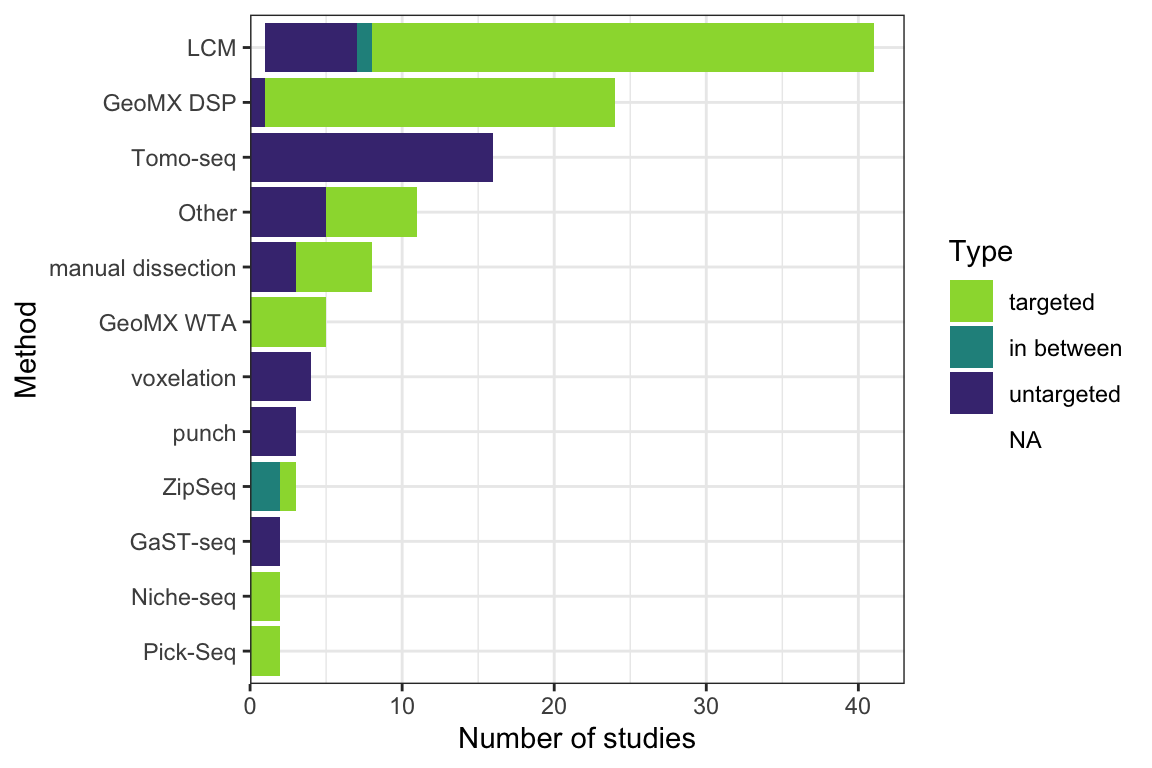 LCM
GeoMX DSP
Tomo-seq
Other
manual dissection
GeoMX WTA
voxelation
punch
ZipSeq
GaST-seq
Niche-seq
Pick-Seq
Method
0 10 20 30 40
Number of studies
Type
targeted
in between
untargeted
NA